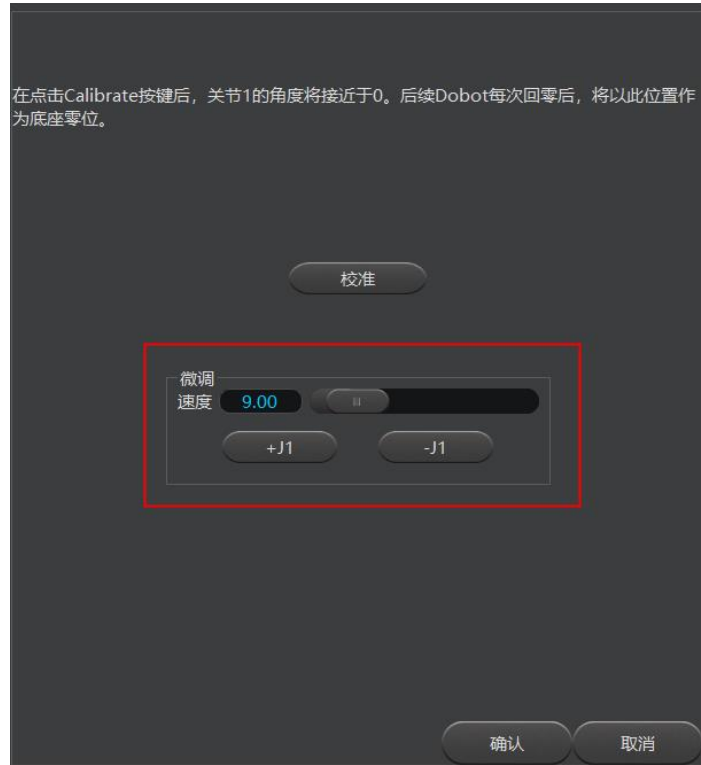 在点击Calibrate按键后，关节1的角度将接近于0。后续Dobot每次回零后，将以此位置作
为底座零位。
校准
微调
速度 9.00
+J1 -J1
确认 取消